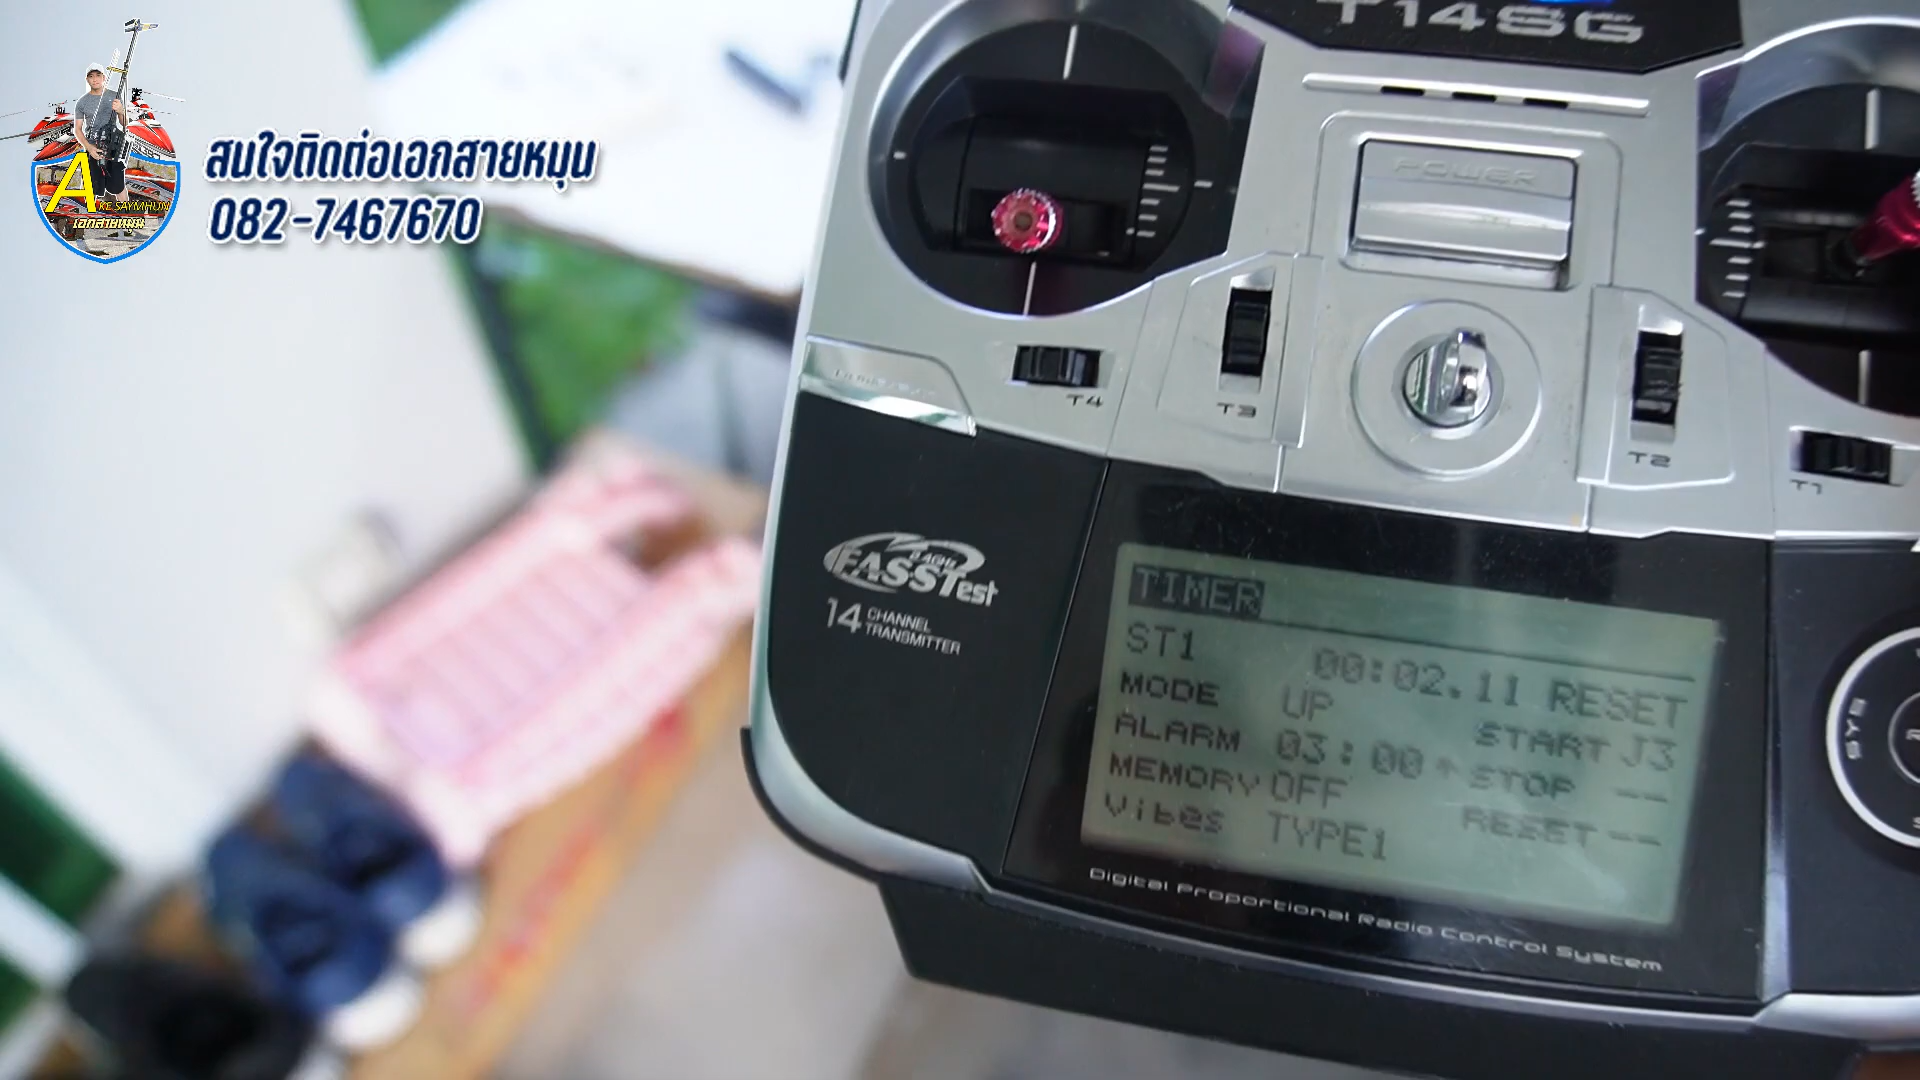 สนใจติดต่อเอกสายหมุน
082-7467670
A
KE SAYMHUN
เอกสายหมุน
T14SG
POWER
T4
T3
T2
T1
2.4GHz
FASSTest
14 CHANNEL
TRANSMITTER
TIMER
ST1 00:02.11 RESET
MODE UP START J3
ALARM 03:00 STOP --
MEMORY OFF RESET --
Vibes TYPE1
Digital Proportional Radio Control System
SYS